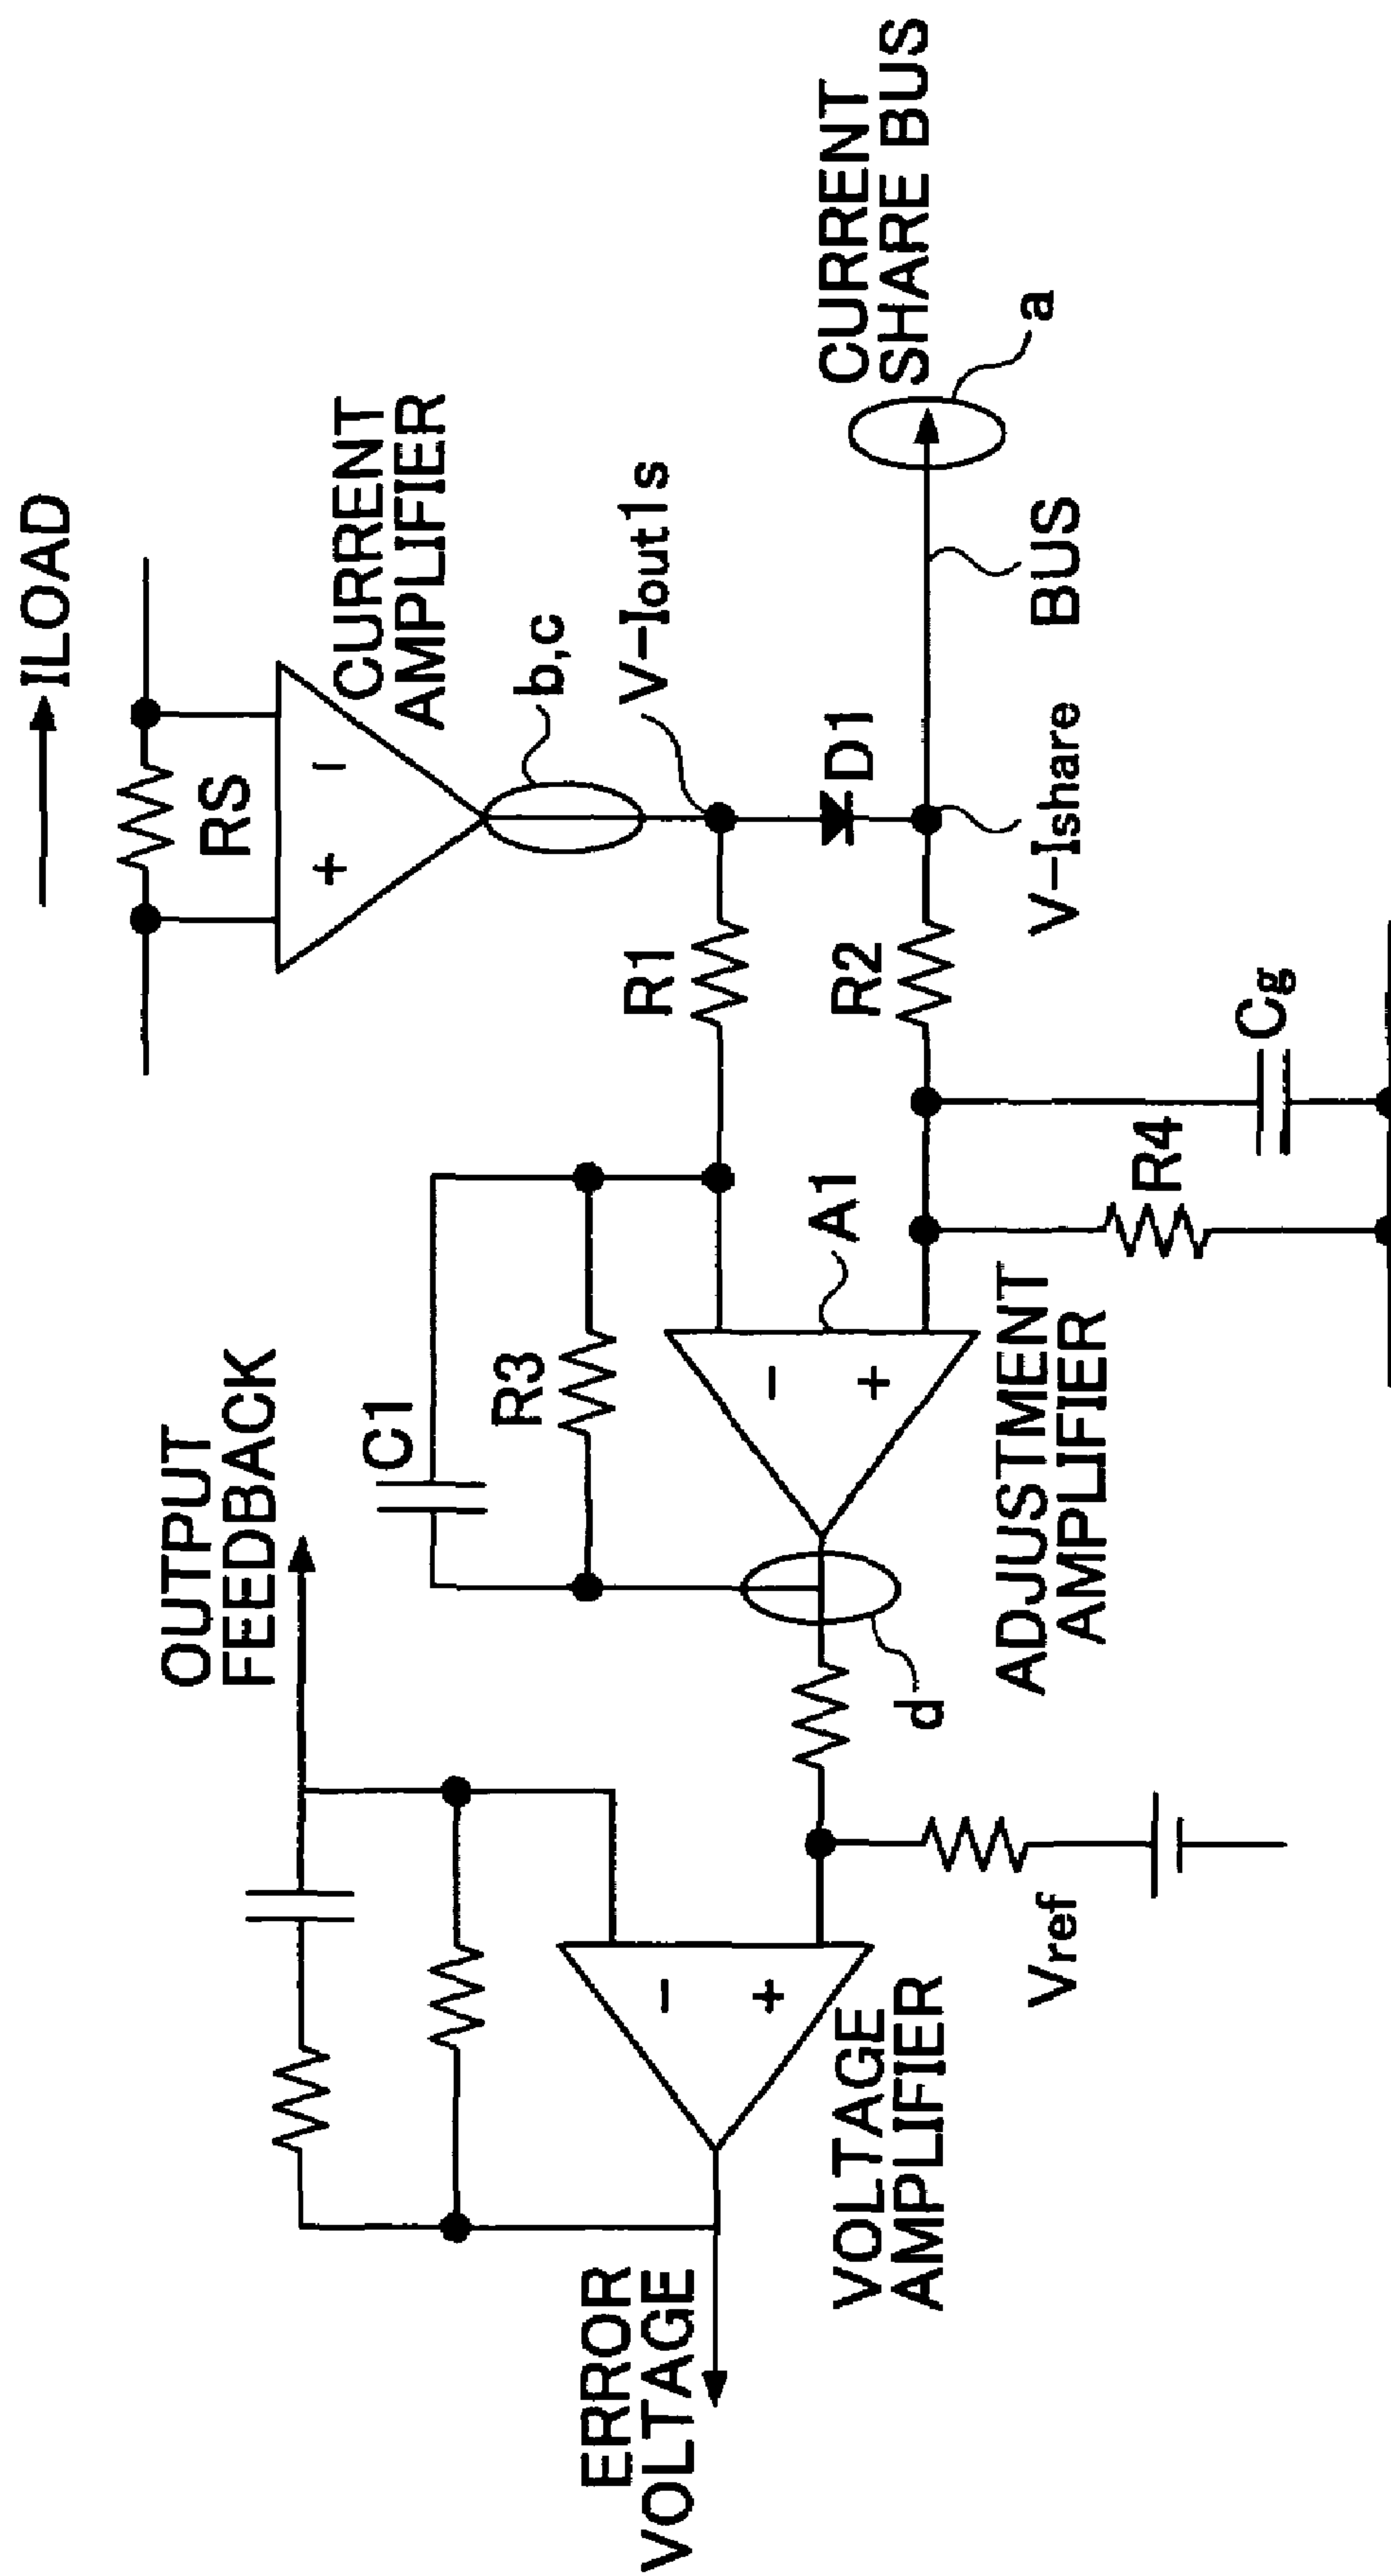 ILOAD
RS
+
−
CURRENT
AMPLIFIER
b,c
V-Iout1s
OUTPUT
FEEDBACK
C1
R3
R1
D1
CURRENT
SHARE BUS
a
BUS
V-Ishare
R2
A1
−
+
R4
Cg
ADJUSTMENT
AMPLIFIER
d
−
+
Vref
VOLTAGE
AMPLIFIER
ERROR
VOLTAGE